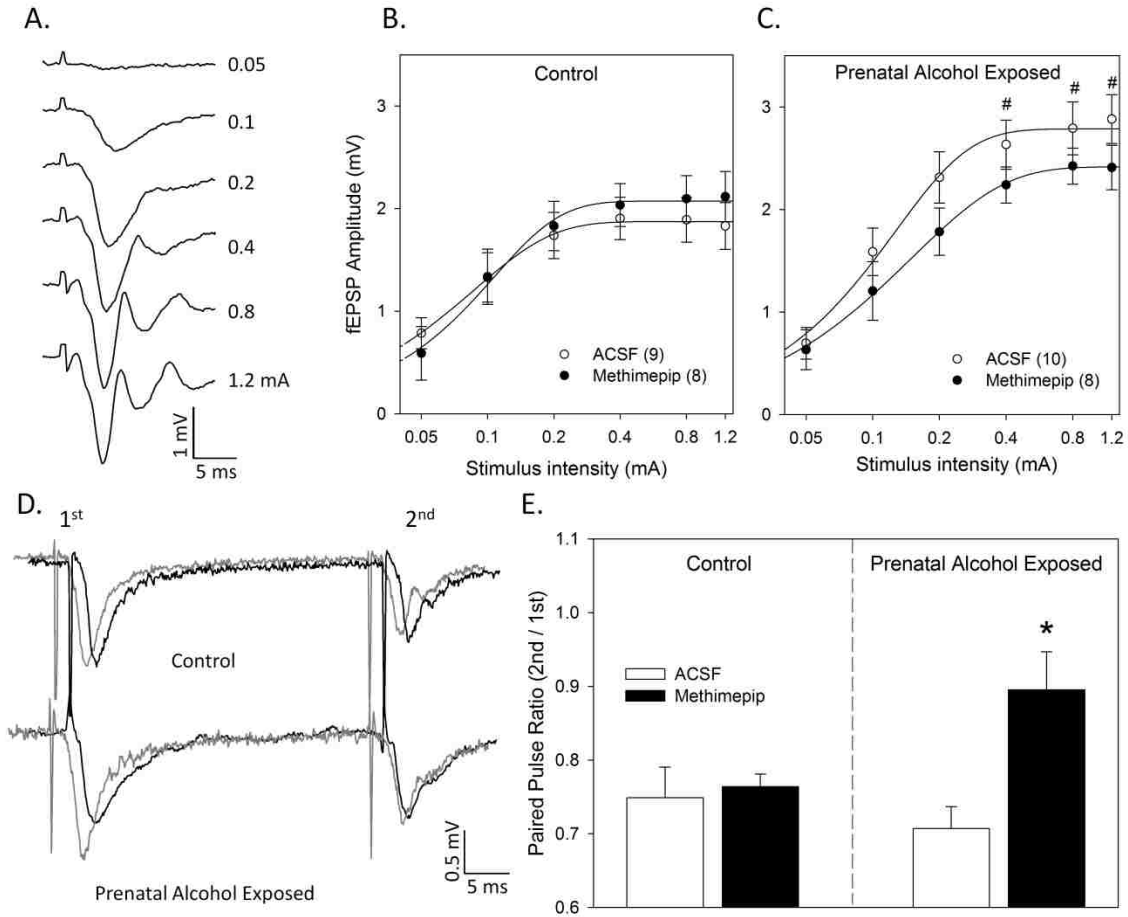 A.
0.05
0.1
0.2
0.4
0.8
1.2 mA
1 mV
5 ms
B.
Control
fEPSP Amplitude (mV)
3
2
1
0
ACSF (9)
Methimepip (8)
0.05 0.1 0.2 0.4 0.8 1.2
Stimulus intensity (mA)
C.
Prenatal Alcohol Exposed
# # #
3
2
1
0
ACSF (10)
Methimepip (8)
0.05 0.1 0.2 0.4 0.8 1.2
Stimulus intensity (mA)
D.
1st
2nd
Control
Prenatal Alcohol Exposed
0.5 mV
5 ms
E.
Paired Pulse Ratio (2nd / 1st)
1.1
1.0
0.9
0.8
0.7
0.6
Control
Prenatal Alcohol Exposed
ACSF
Methimepip
*